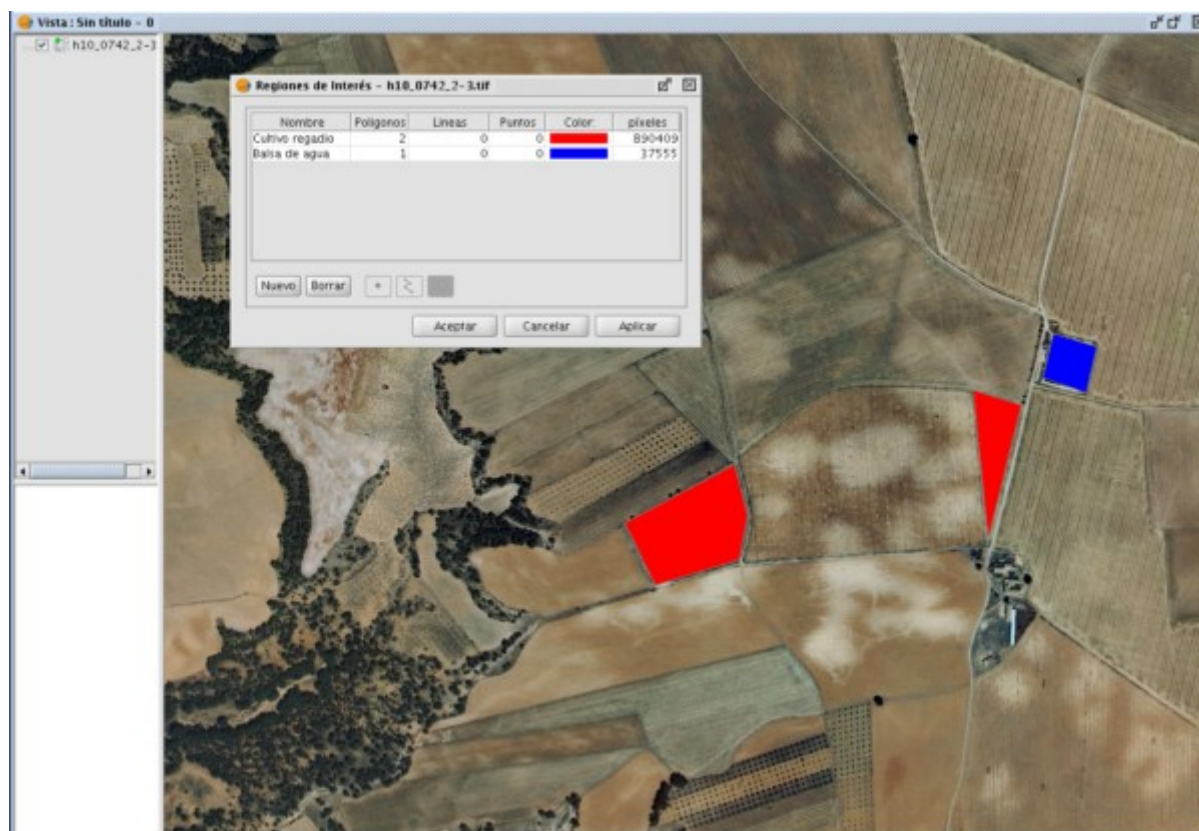 Vista : Sin título - 0
h10_0742_2-3
Regiones de Interés - h10_0742_2-3.tif
Nombre Polígonos Líneas Puntos Color: píxeles
Cultivo regadío 2 0 0 890409
Balsa de agua 1 0 0 37555
Nuevo Borrar
Aceptar Cancelar Aplicar